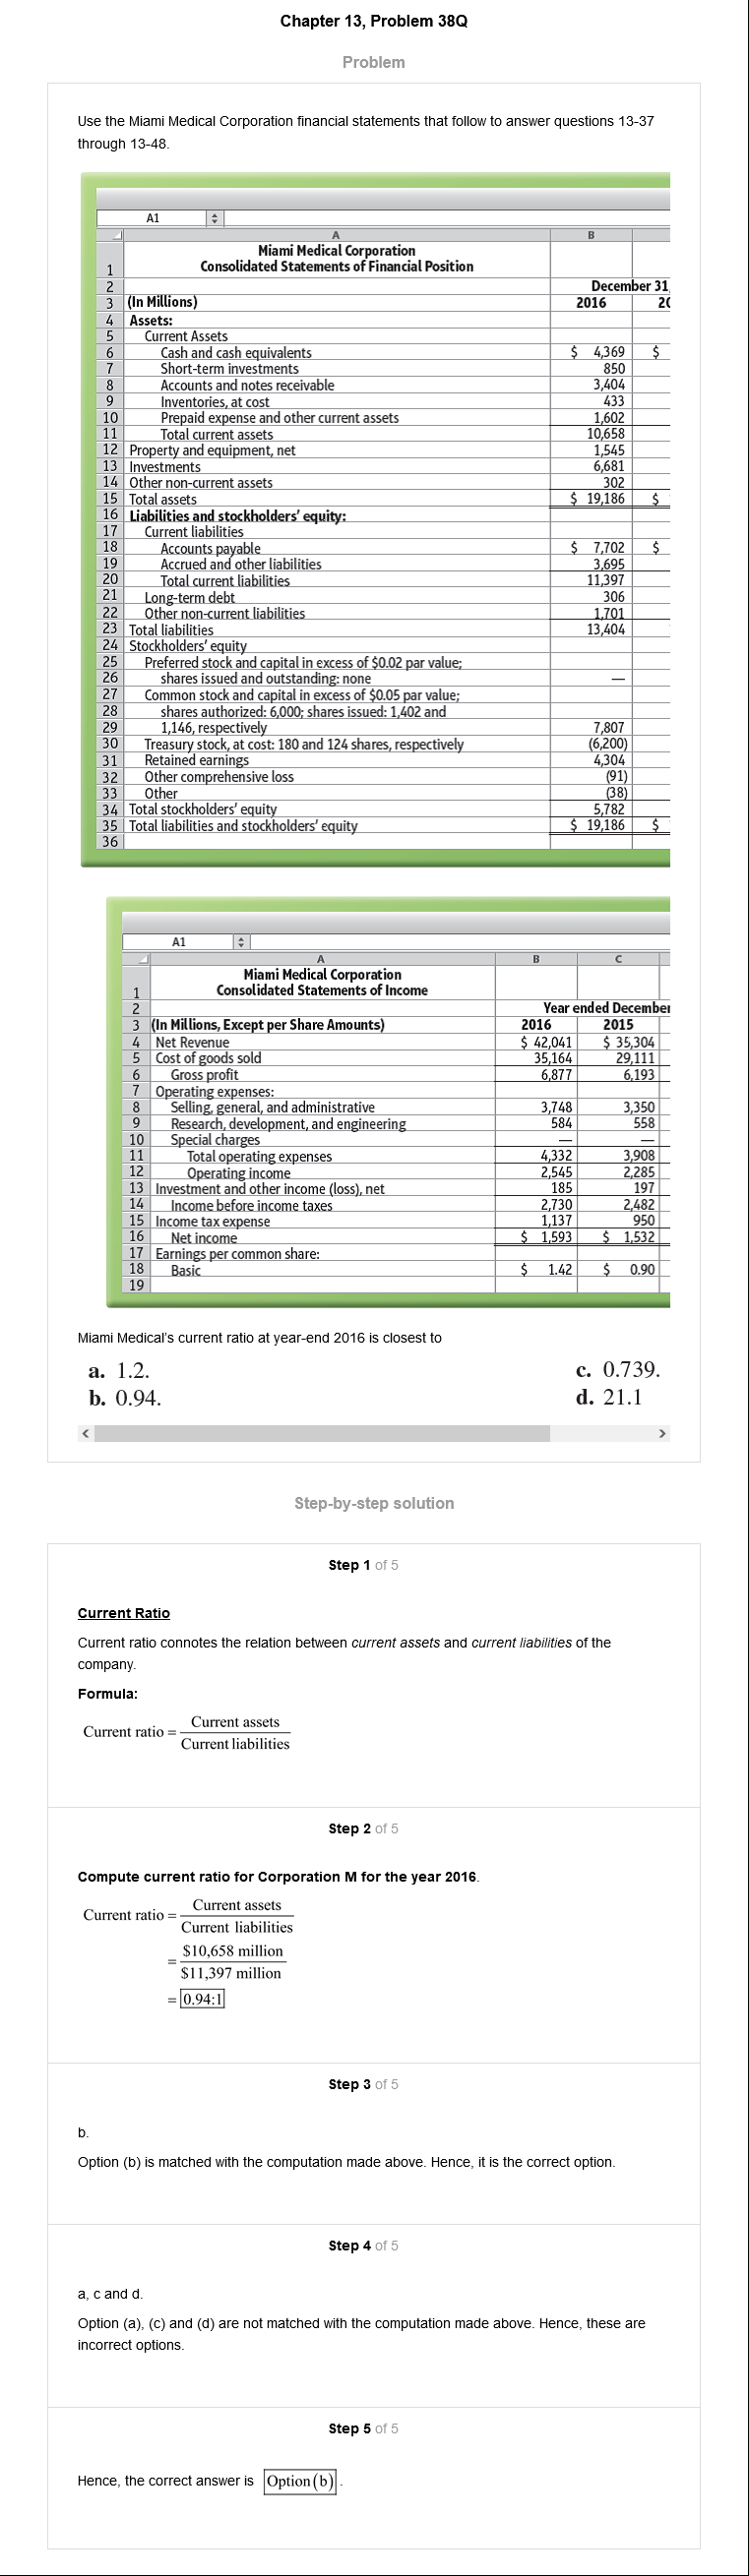 Chapter 13, Problem 38Q
Problem
Use the Miami Medical Corporation financial statements that follow to answer questions 13-37
through 13-48.
A1
A B
Miami Medical Corporation
1 Consolidated Statements of Financial Position
2 December 31,
3 (In Millions) 2016 20
4 Assets:
5 Current Assets
6 Cash and cash equivalents $ 4,369 $
7 Short-term investments 850
8 Accounts and notes receivable 3,404
9 Inventories, at cost 433
10 Prepaid expense and other current assets 1,602
11 Total current assets 10,658
12 Property and equipment, net 1,545
13 Investments 6,681
14 Other non-current assets 302
15 Total assets $ 19,186 $
16 Liabilities and stockholders' equity:
17 Current liabilities
18 Accounts payable $ 7,702 $
19 Accrued and other liabilities 3,695
20 Total current liabilities 11,397
21 Long-term debt 306
22 Other non-current liabilities 1,701
23 Total liabilities 13,404
24 Stockholders' equity
25 Preferred stock and capital in excess of $0.02 par value;
26 shares issued and outstanding: none —
27 Common stock and capital in excess of $0.05 par value;
28 shares authorized: 6,000; shares issued: 1,402 and
29 1,146, respectively 7,807
30 Treasury stock, at cost: 180 and 124 shares, respectively (6,200)
31 Retained earnings 4,304
32 Other comprehensive loss (91)
33 Other (38)
34 Total stockholders' equity 5,782
35 Total liabilities and stockholders' equity $ 19,186 $
36
A1
A B C
Miami Medical Corporation
1 Consolidated Statements of Income
2 Year ended December
3 (In Millions, Except per Share Amounts) 2016 2015
4 Net Revenue $ 42,041 $ 35,304
5 Cost of goods sold 35,164 29,111
6 Gross profit 6,877 6,193
7 Operating expenses:
8 Selling, general, and administrative 3,748 3,350
9 Research, development, and engineering 584 558
10 Special charges — —
11 Total operating expenses 4,332 3,908
12 Operating income 2,545 2,285
13 Investment and other income (loss), net 185 197
14 Income before income taxes 2,730 2,482
15 Income tax expense 1,137 950
16 Net income $ 1,593 $ 1,532
17 Earnings per common share:
18 Basic $ 1.42 $ 0.90
19
Miami Medical's current ratio at year-end 2016 is closest to
a. 1.2. c. 0.739.
b. 0.94. d. 21.1
Step-by-step solution
Step 1 of 5
Current Ratio
Current ratio connotes the relation between current assets and current liabilities of the
company.
Formula:
Current ratio = Current assets / Current liabilities
Step 2 of 5
Compute current ratio for Corporation M for the year 2016.
Current ratio = Current assets / Current liabilities
= $10,658 million / $11,397 million
= 0.94:1
Step 3 of 5
b.
Option (b) is matched with the computation made above. Hence, it is the correct option.
Step 4 of 5
a, c and d.
Option (a), (c) and (d) are not matched with the computation made above. Hence, these are
incorrect options.
Step 5 of 5
Hence, the correct answer is Option (b).